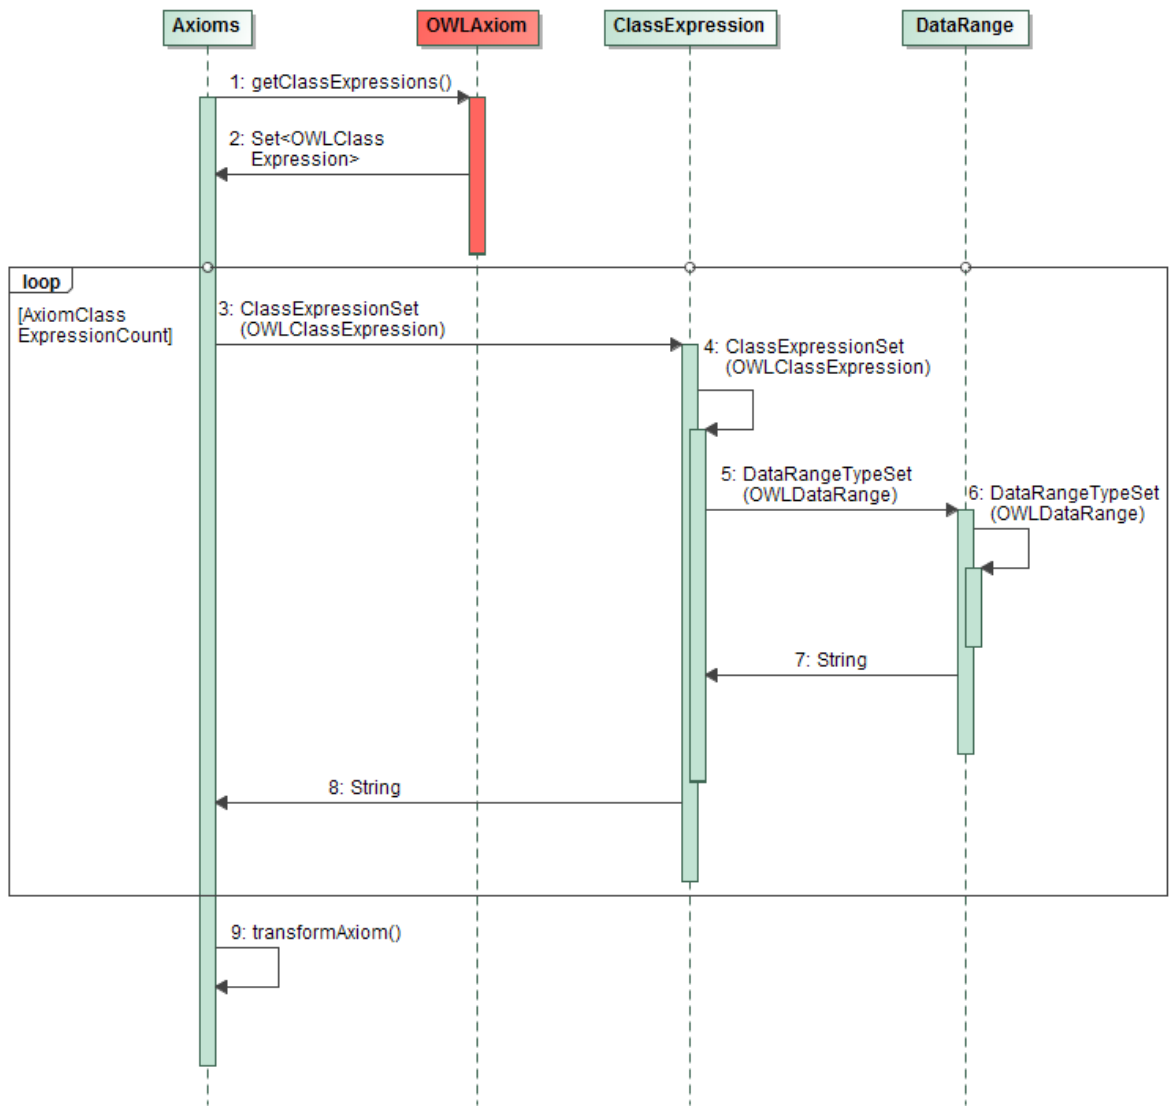 Axioms
OWLAxiom
ClassExpression
DataRange
1: getClassExpressions()
2: Set<OWLClass
Expression>
loop
[AxiomClass
ExpressionCount]
3: ClassExpressionSet
(OWLClassExpression)
4: ClassExpressionSet
(OWLClassExpression)
5: DataRangeTypeSet
(OWLDataRange)
6: DataRangeTypeSet
(OWLDataRange)
7: String
8: String
9: transformAxiom()